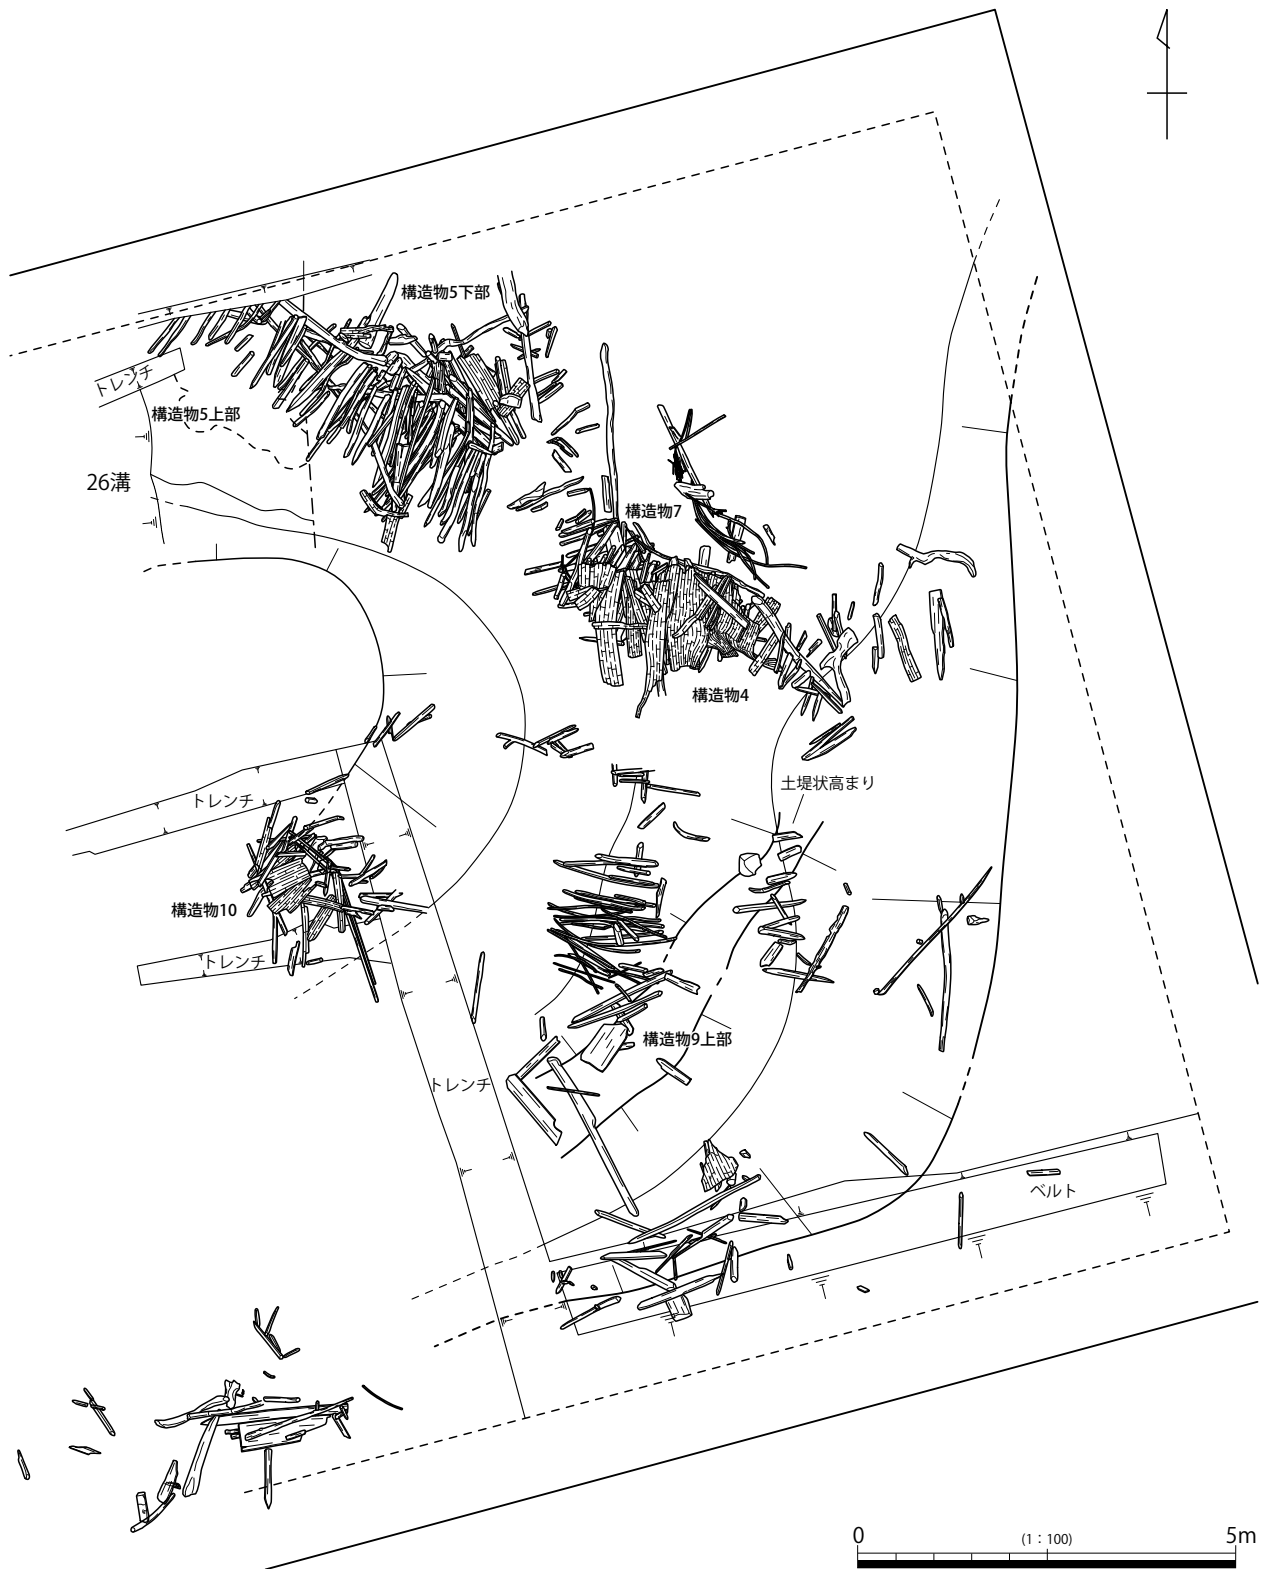 構造物5下部
トレンチ
構造物5上部
26溝
構造物7
構造物4
土堤状高まり
トレンチ
構造物10
トレンチ
構造物9上部
トレンチ
ベルト
0
(1：100)
5m